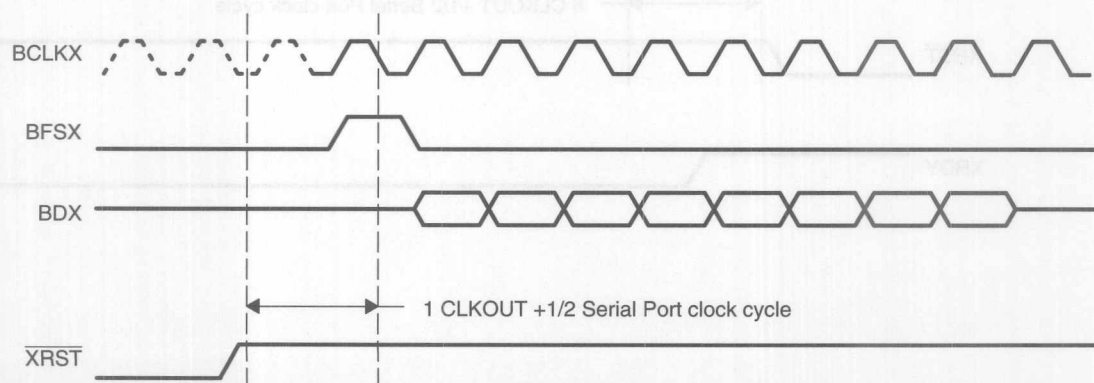 BCLKX
BFSX
BDX
1 CLKOUT +1/2 Serial Port clock cycle
XRST